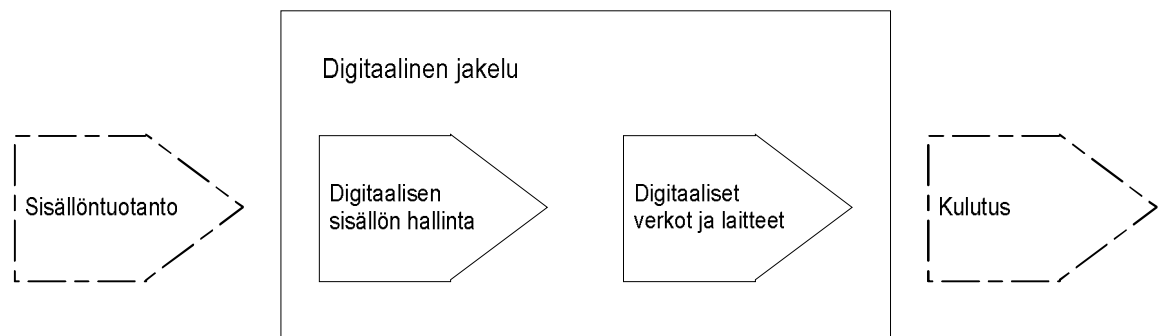 Digitaalinen jakelu
Sisällöntuotanto
Digitaalisen
sisällön hallinta
Digitaaliset
verkot ja laitteet
Kulutus